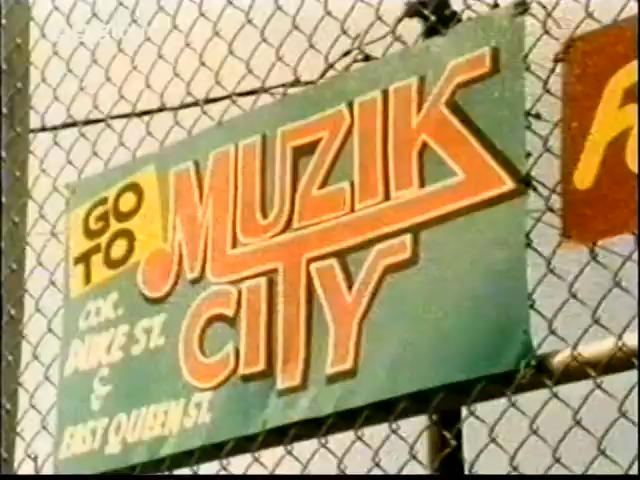 GO
TO
MUZIK
CITY
COR.
DUKE ST.
&
EAST QUEEN ST.